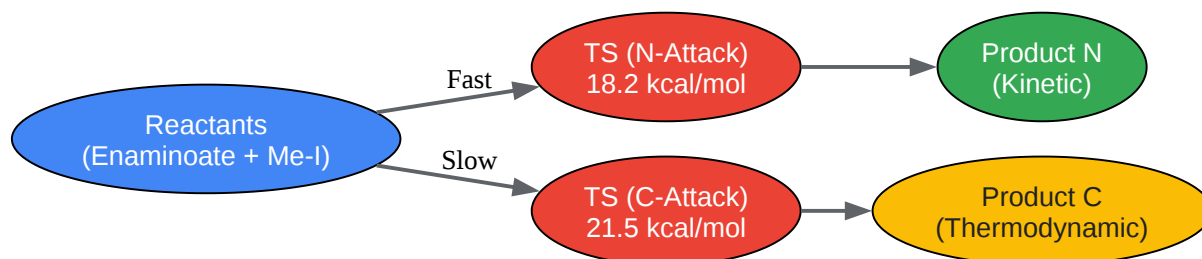 Reactants
(Enaminoate + Me-I)
Fast
Slow
TS (N-Attack)
18.2 kcal/mol
TS (C-Attack)
21.5 kcal/mol
Product N
(Kinetic)
Product C
(Thermodynamic)